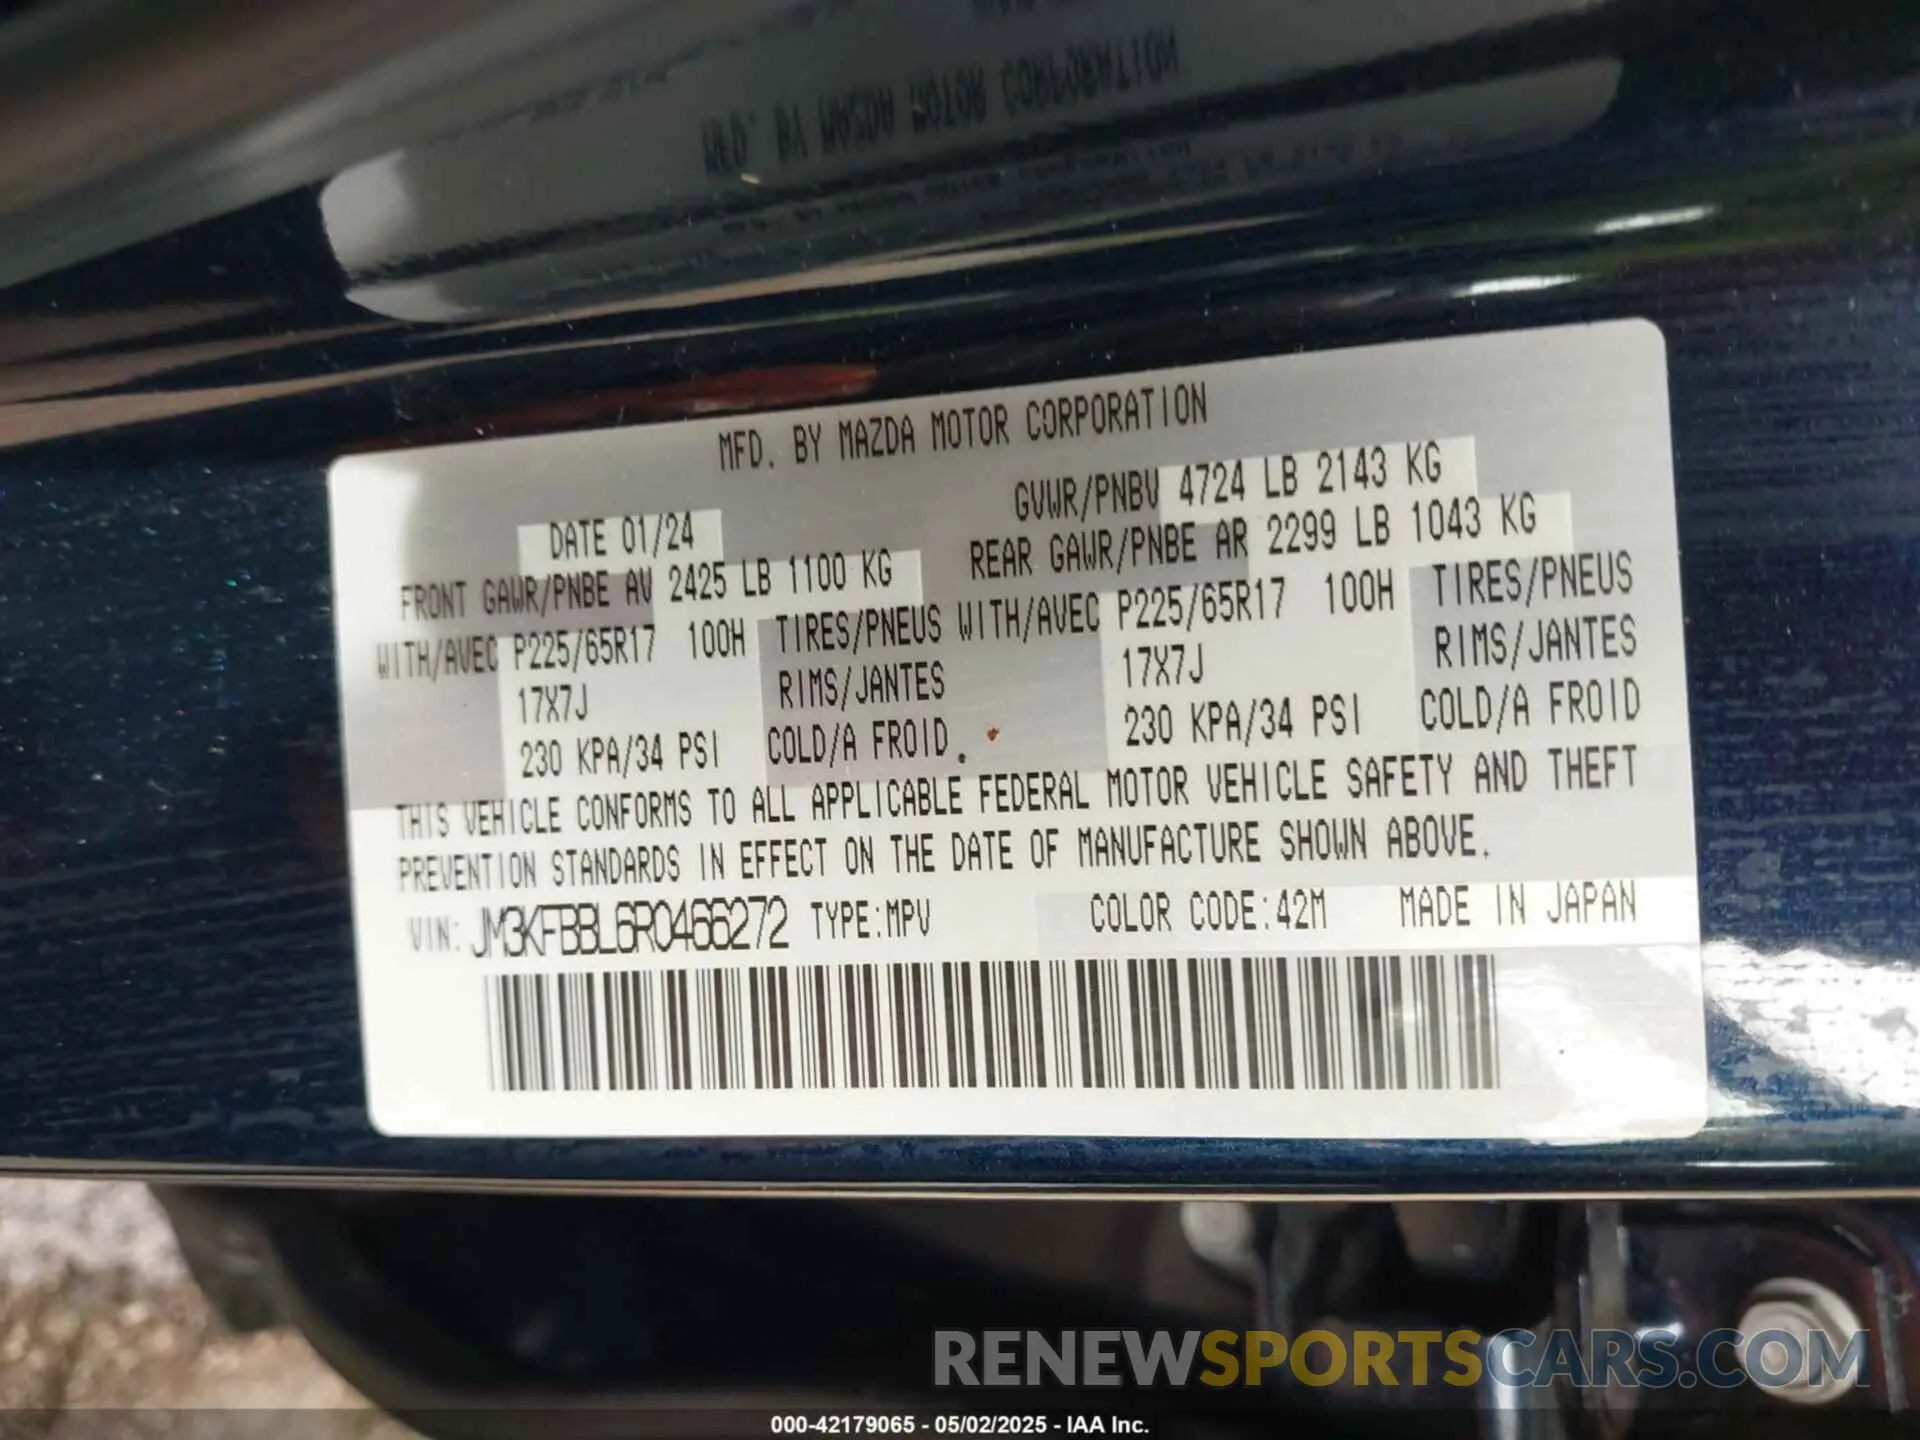 MFD. BY MAZDA MOTOR CORPORATION
DATE 01/24 GVWR/PNBV 4724 LB 2143 KG
FRONT GAWR/PNBE AV 2425 LB 1100 KG REAR GAWR/PNBE AR 2299 LB 1043 KG
WITH/AVEC P225/65R17 100H TIRES/PNEUS WITH/AVEC P225/65R17 100H TIRES/PNEUS
17X7J RIMS/JANTES 17X7J RIMS/JANTES
230 KPA/34 PSI COLD/A FROID. 230 KPA/34 PSI COLD/A FROID
THIS VEHICLE CONFORMS TO ALL APPLICABLE FEDERAL MOTOR VEHICLE SAFETY AND THEFT
PREVENTION STANDARDS IN EFFECT ON THE DATE OF MANUFACTURE SHOWN ABOVE.
VIN: JM3KFBBL6R0466272 TYPE:MPV COLOR CODE:42M MADE IN JAPAN
RENEWSPORTSCARS.COM
000-42179065 - 05/02/2025 - IAA Inc.